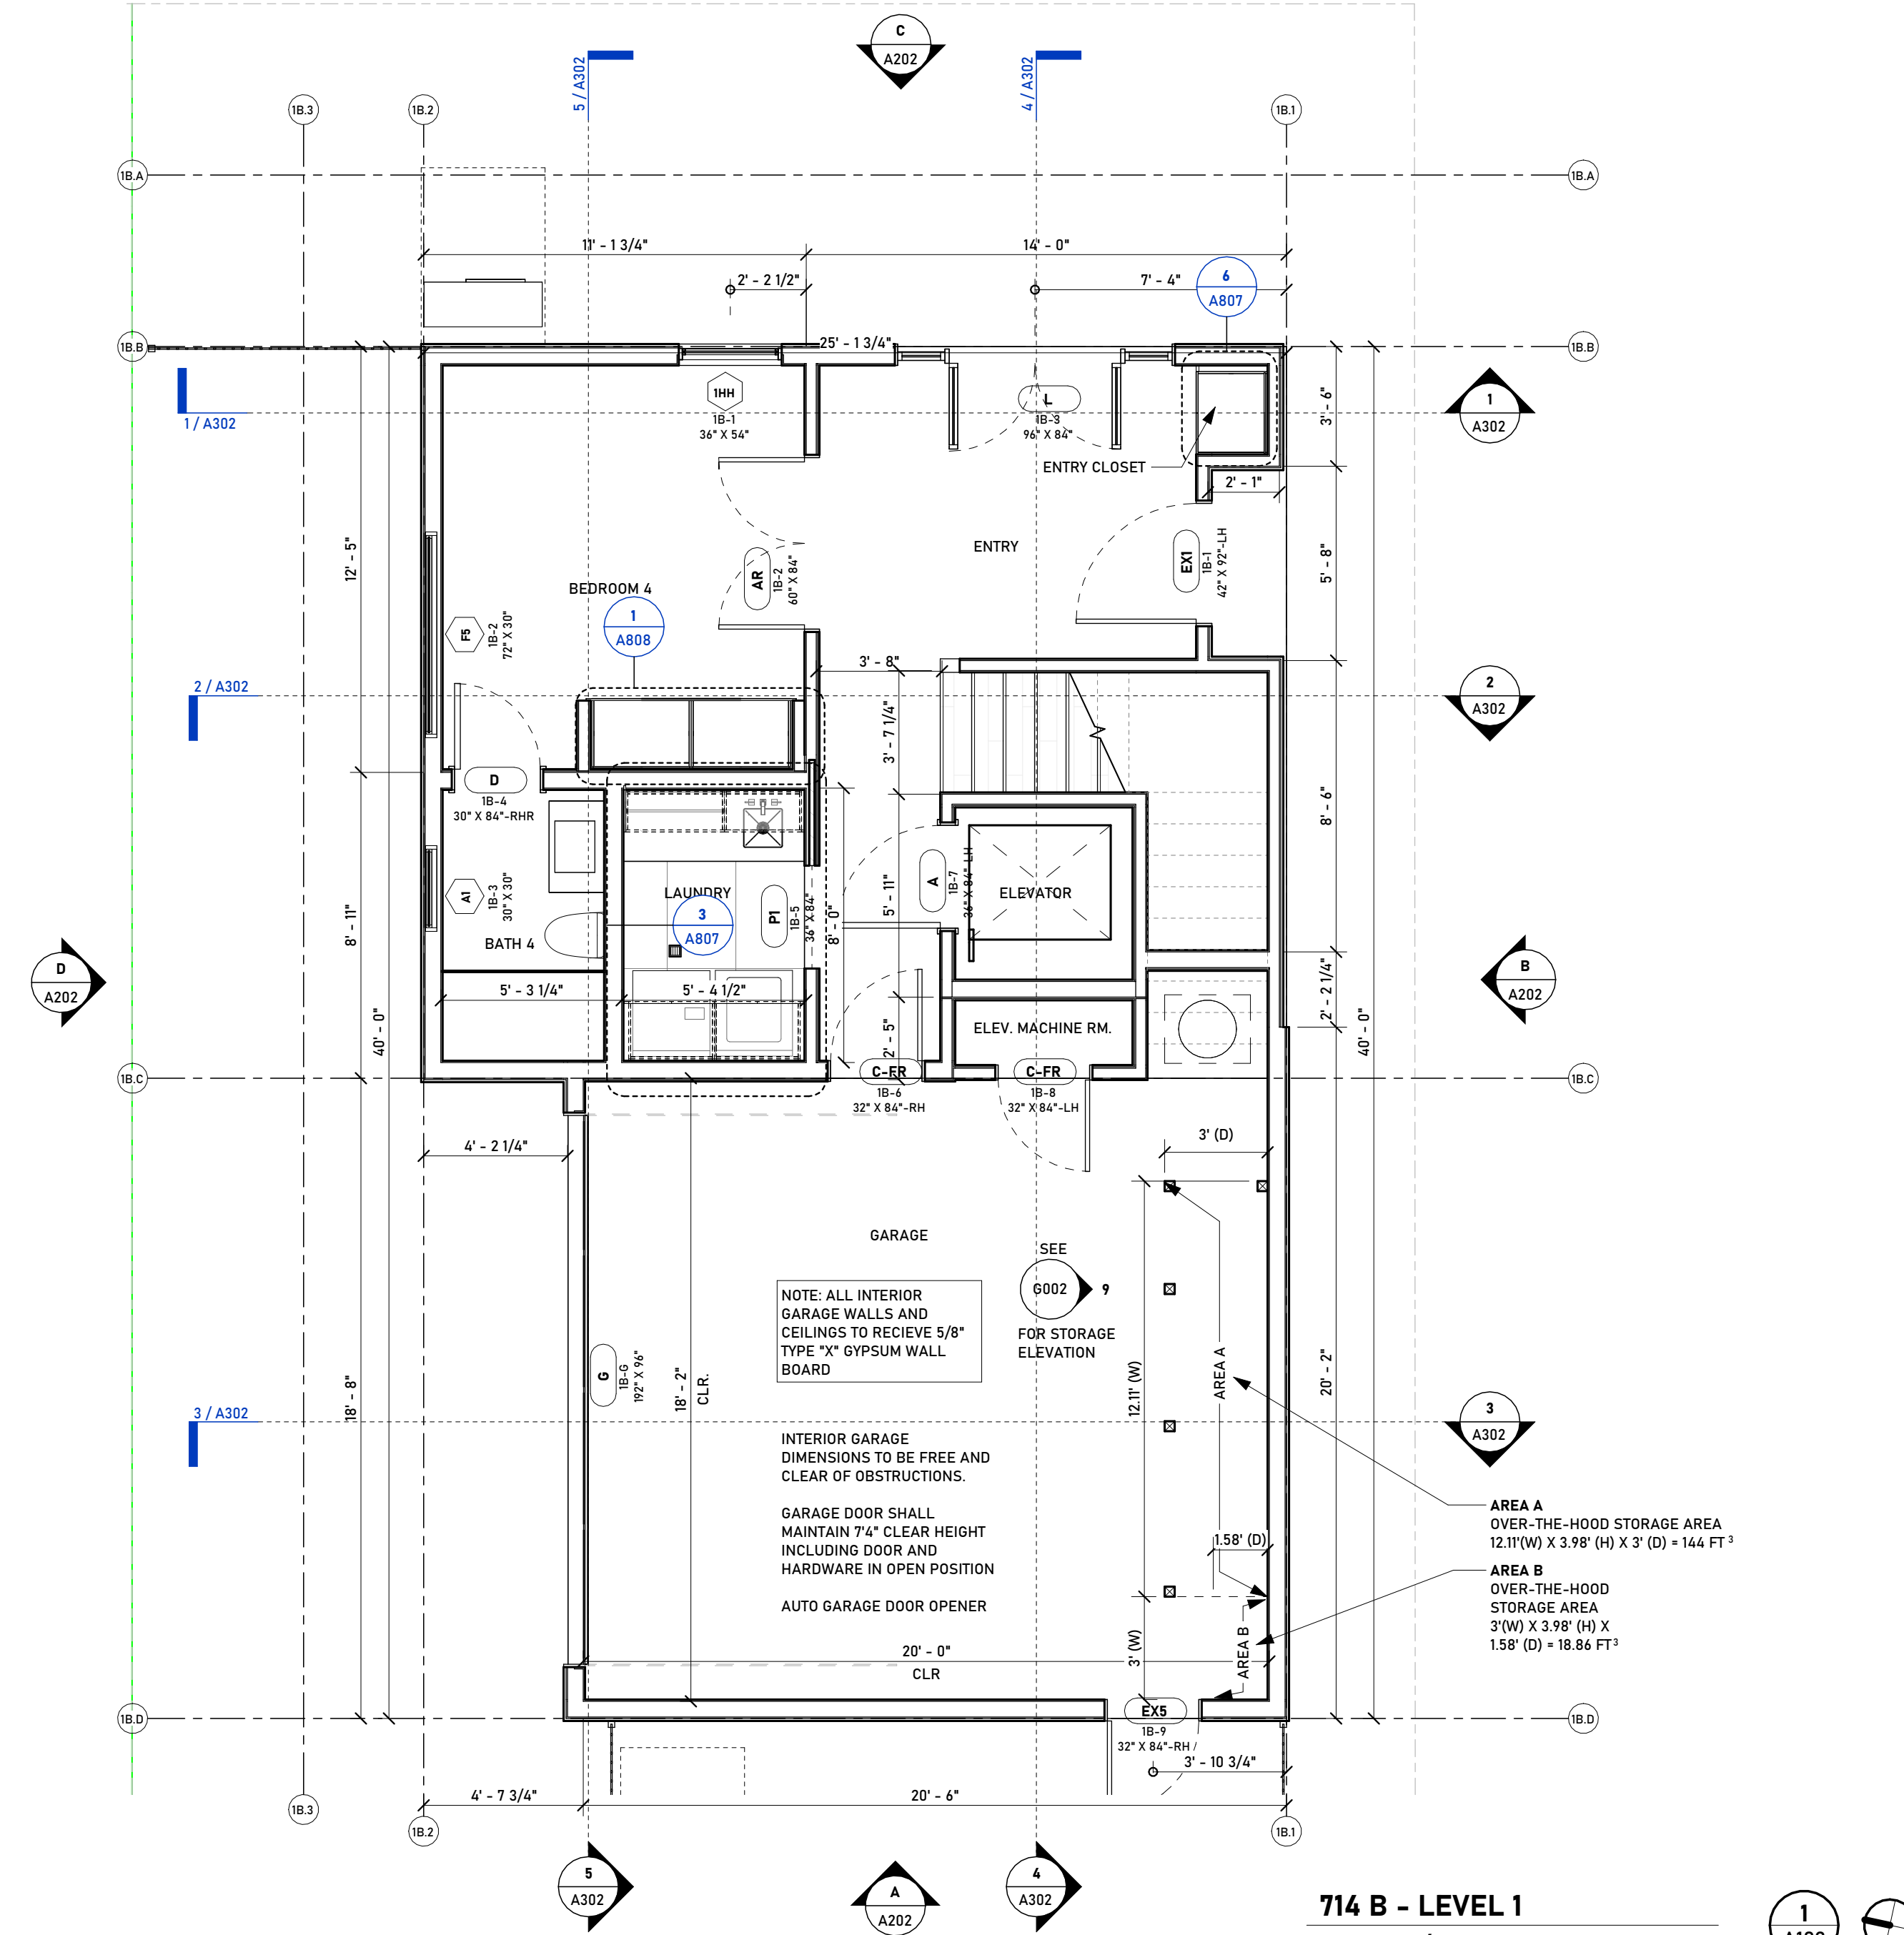 C
A202
5 / A302
4 / A302
1B.3
1B.2
1B.1
1B.A
1B.A
11' - 1 3/4"
14' - 0"
2' - 2 1/2"
7' - 4"
6
A807
1B.B
25' - 1 3/4"
1B.B
1HH
1B-1
36" X 54"
L
1B-3
96" X 84"
3' - 6"
1
A302
1 / A302
ENTRY CLOSET
2' - 1"
12' - 5"
ENTRY
EX1
1B-1
42" X 92"-LH
5' - 8"
BEDROOM 4
AR
1B-2
60" X 84"
1
A808
F5
1B-2
72" X 30"
3' - 8"
2 / A302
2
A302
3' - 7 1/4"
D
1B-4
30" X 84"-RHR
8' - 6"
A1
1B-3
30" X 30"
LAUNDRY
3
A807
P1
1B-5
36" X 84"
8' - 0"
5' - 11"
A
1B-7
36" X 84"-LH
ELEVATOR
8' - 11"
BATH 4
D
A202
B
A202
5' - 3 1/4"
5' - 4 1/2"
2' - 2 1/4"
40' - 0"
40' - 0"
2' - 5"
ELEV. MACHINE RM.
1B.C
C-FR
1B-6
32" X 84"-RH
C-FR
1B-8
32" X 84"-LH
1B.C
4' - 2 1/4"
3' (D)
GARAGE
SEE
G002
9
FOR STORAGE
ELEVATION
NOTE: ALL INTERIOR
GARAGE WALLS AND
CEILINGS TO RECIEVE 5/8"
TYPE "X" GYPSUM WALL
BOARD
G
1B-G
192" X 96"
18' - 2"
CLR.
18' - 8"
12.11' (W)
AREA A
20' - 2"
3 / A302
3
A302
INTERIOR GARAGE
DIMENSIONS TO BE FREE AND
CLEAR OF OBSTRUCTIONS.
GARAGE DOOR SHALL
MAINTAIN 7'4" CLEAR HEIGHT
INCLUDING DOOR AND
HARDWARE IN OPEN POSITION
AUTO GARAGE DOOR OPENER
1.58' (D)
AREA A
OVER-THE-HOOD STORAGE AREA
12.11'(W) X 3.98' (H) X 3' (D) = 144 FT³
AREA B
OVER-THE-HOOD
STORAGE AREA
3'(W) X 3.98' (H) X
1.58' (D) = 18.86 FT³
3' (W)
AREA B
20' - 0"
CLR
1B.D
EX5
1B-9
32" X 84"-RH
1B.D
3' - 10 3/4"
4' - 7 3/4"
20' - 6"
1B.3
1B.2
1B.1
5
A302
A
A202
4
A302
714 B - LEVEL 1
1